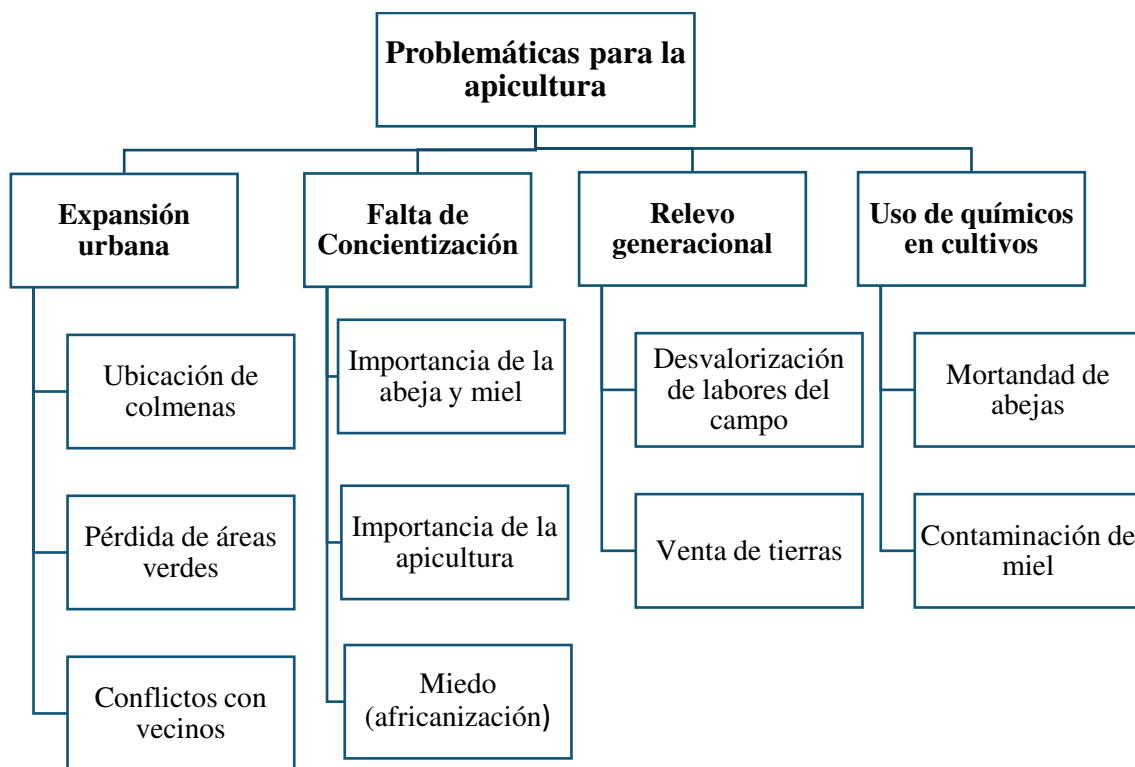 Problemáticas para la
apicultura
Expansión
urbana
Ubicación de
colmenas
Pérdida de áreas
verdes
Conflictos con
vecinos
Falta de
Concientización
Importancia de la
abeja y miel
Importancia de la
apicultura
Miedo
(africanización)
Relevo
generacional
Desvalorización
de labores del
campo
Venta de tierras
Uso de químicos
en cultivos
Mortandad de
abejas
Contaminación de
miel